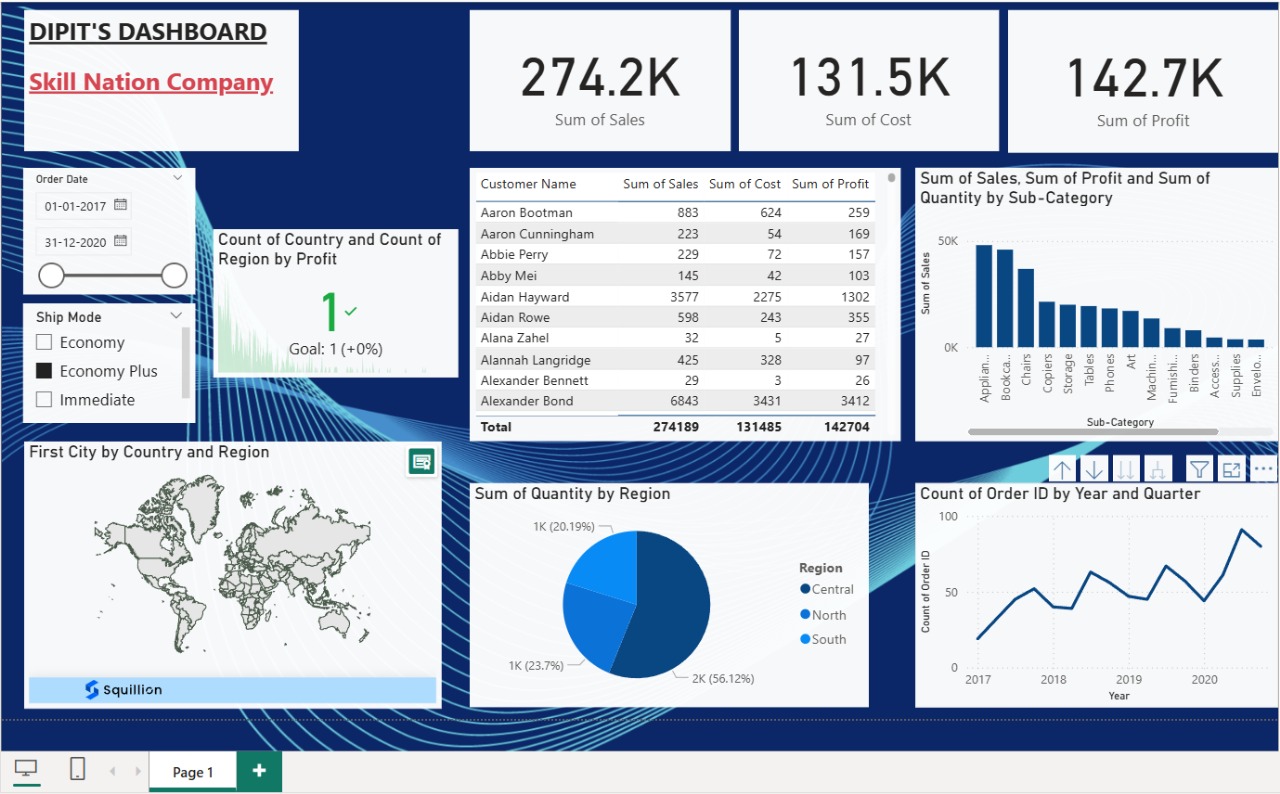 DIPIT'S DASHBOARD
Skill Nation Company
274.2K
Sum of Sales
131.5K
Sum of Cost
142.7K
Sum of Profit
Order Date
01-01-2017
31-12-2020
Ship Mode
Economy
Economy Plus
Immediate
Count of Country and Count of
Region by Profit
1
Goal: 1 (+0%)
Customer Name Sum of Sales Sum of Cost Sum of Profit
Aaron Bootman 883 624 259
Aaron Cunningham 223 54 169
Abbie Perry 229 72 157
Abby Mei 145 42 103
Aidan Hayward 3577 2275 1302
Aidan Rowe 598 243 355
Alana Zahel 32 5 27
Alannah Langridge 425 328 97
Alexander Bennett 29 3 26
Alexander Bond 6843 3431 3412
Total 274189 131485 142704
Sum of Sales, Sum of Profit and Sum of
Quantity by Sub-Category
Sum of Sales
50K
0K
Applian...
Bookca...
Chairs
Copiers
Storage
Tables
Phones
Art
Machin...
Furnishi...
Binders
Access...
Supplies
Envelo...
Sub-Category
First City by Country and Region
Squillion
Sum of Quantity by Region
1K (20.19%)
1K (23.7%)
2K (56.12%)
Region
Central
North
South
Count of Order ID by Year and Quarter
Count of Order ID
100
50
0
2017 2018 2019 2020
Year
Page 1